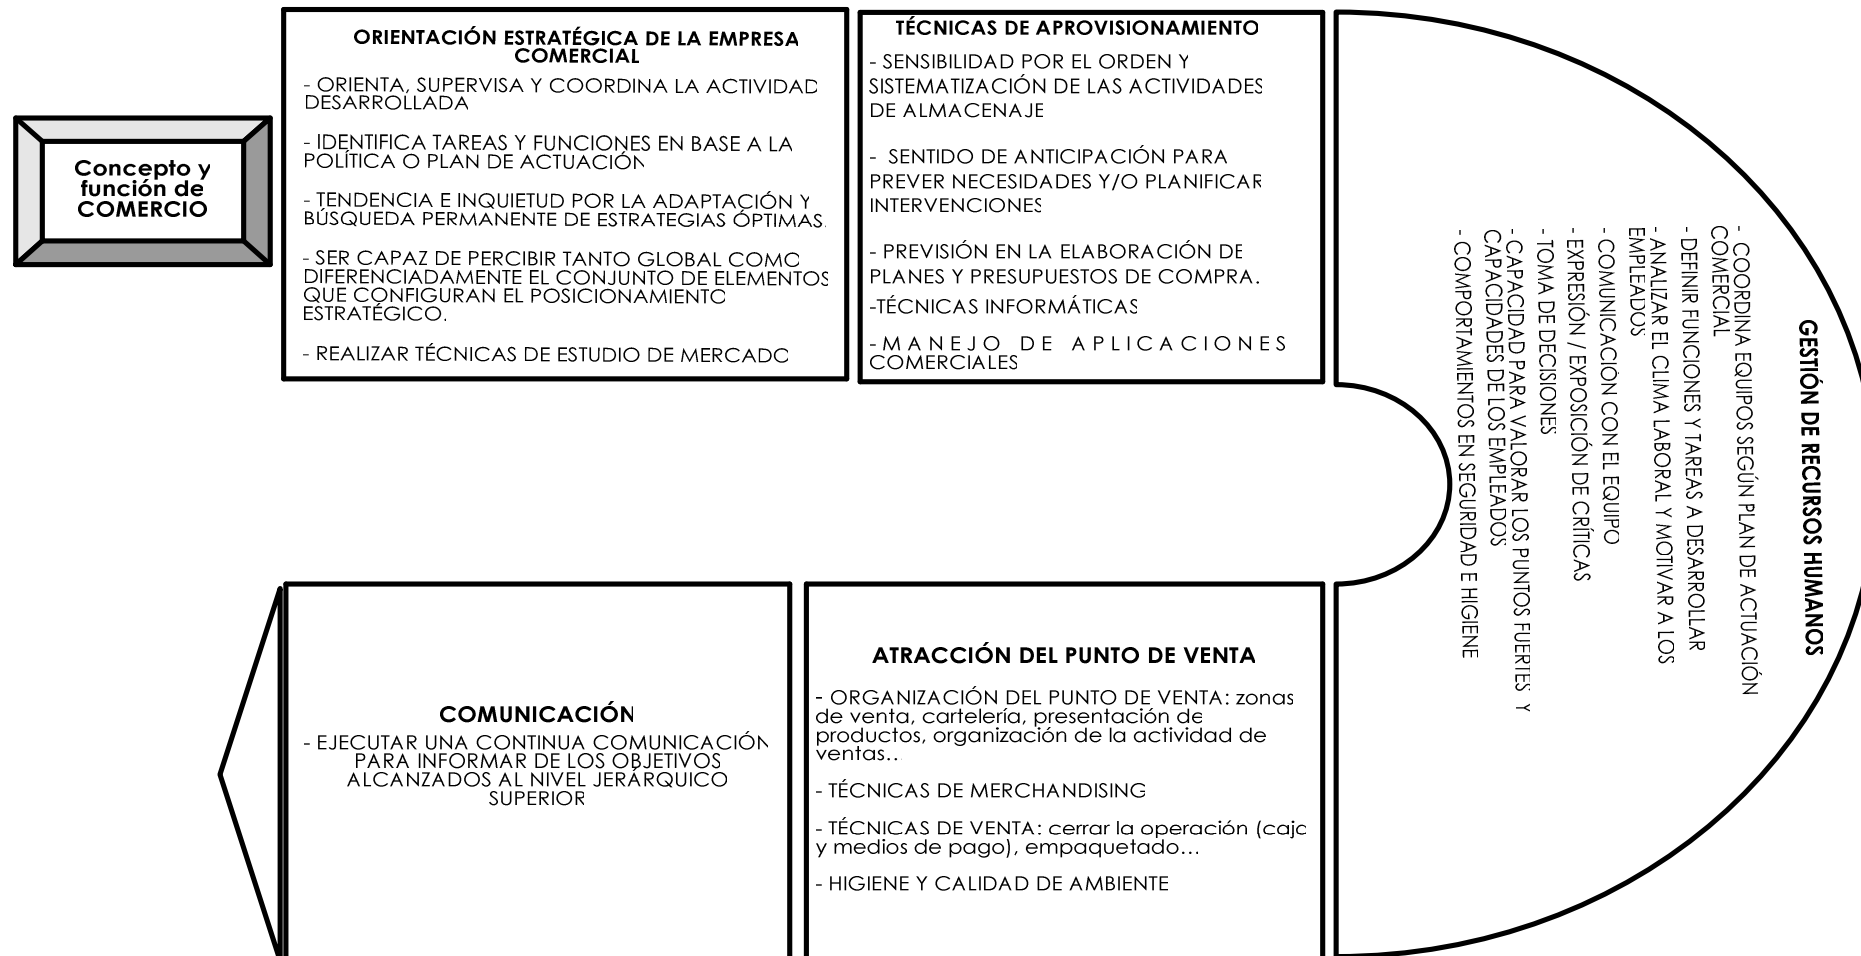 Concepto y
función de
COMERCIO
ORIENTACIÓN ESTRATÉGICA DE LA EMPRESA
COMERCIAL
- ORIENTA, SUPERVISA Y COORDINA LA ACTIVIDAD
DESARROLLADA
- IDENTIFICA TAREAS Y FUNCIONES EN BASE A LA
POLÍTICA O PLAN DE ACTUACIÓN
- TENDENCIA E INQUIETUD POR LA ADAPTACIÓN Y
BÚSQUEDA PERMANENTE DE ESTRATEGIAS ÓPTIMAS.
- SER CAPAZ DE PERCIBIR TANTO GLOBAL COMO
DIFERENCIADAMENTE EL CONJUNTO DE ELEMENTOS
QUE CONFIGURAN EL POSICIONAMIENTO
ESTRATÉGICO.
- REALIZAR TÉCNICAS DE ESTUDIO DE MERCADO
TÉCNICAS DE APROVISIONAMIENTO
- SENSIBILIDAD POR EL ORDEN Y
SISTEMATIZACIÓN DE LAS ACTIVIDADES
DE ALMACENAJE
- SENTIDO DE ANTICIPACIÓN PARA
PREVER NECESIDADES Y/O PLANIFICAR
INTERVENCIONES
- PREVISIÓN EN LA ELABORACIÓN DE
PLANES Y PRESUPUESTOS DE COMPRA.
-TÉCNICAS INFORMÁTICAS
-MANEJO DE APLICACIONES
COMERCIALES
GESTIÓN DE RECURSOS HUMANOS
- COORDINA EQUIPOS SEGÚN PLAN DE ACTUACIÓN
COMERCIAL
- DEFINIR FUNCIONES Y TAREAS A DESARROLLAR
- ANALIZAR EL CLIMA LABORAL Y MOTIVAR A LOS
EMPLEADOS
- COMUNICACIÓN CON EL EQUIPO
- EXPRESIÓN / EXPOSICIÓN DE CRÍTICAS
- TOMA DE DECISIONES
- CAPACIDAD PARA VALORAR LOS PUNTOS FUERTES Y
CAPACIDADES DE LOS EMPLEADOS
- COMPORTAMIENTOS EN SEGURIDAD E HIGIENE
ATRACCIÓN DEL PUNTO DE VENTA
- ORGANIZACIÓN DEL PUNTO DE VENTA: zonas
de venta, cartelería, presentación de
productos, organización de la actividad de
ventas...
- TÉCNICAS DE MERCHANDISING
- TÉCNICAS DE VENTA: cerrar la operación (caja
y medios de pago), empaquetado...
- HIGIENE Y CALIDAD DE AMBIENTE
COMUNICACIÓN
- EJECUTAR UNA CONTINUA COMUNICACIÓN
PARA INFORMAR DE LOS OBJETIVOS
ALCANZADOS AL NIVEL JERÁRQUICO
SUPERIOR